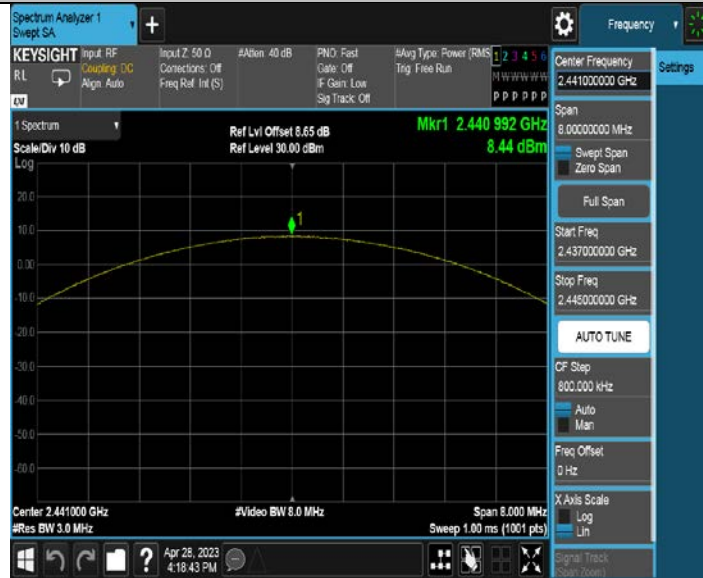 Spectrum Analyzer 1
Swept SA
Frequency
KEYSIGHT
RL
Input: RF
Coupling: DC
Align: Auto
Input Z: 50 Ω
Corrections: Off
Freq Ref: Int (S)
#Atten: 40 dB
PNO: Fast
Gate: Off
IF Gain: Low
Sig Track: Off
#Avg Type: Power (RMS
Trig: Free Run
1 2 3 4 5 6
M W W W W W
P P P P P P
Center Frequency
2.441000000 GHz
Settings
Span
8.00000000 MHz
Swept Span
Zero Span
Full Span
Start Freq
2.437000000 GHz
Stop Freq
2.445000000 GHz
AUTO TUNE
CF Step
800.000 kHz
Auto
Man
Freq Offset
0 Hz
X Axis Scale
Log
Lin
Signal Track
(Span Zoom)
1 Spectrum
Scale/Div 10 dB
Log
Ref Lvl Offset 8.65 dB
Ref Level 30.00 dBm
Mkr1 2.440 992 GHz
8.44 dBm
1
20.0
10.0
0.00
-10.0
-20.0
-30.0
-40.0
-50.0
-60.0
Center 2.441000 GHz
#Res BW 3.0 MHz
#Video BW 8.0 MHz
Span 8.000 MHz
Sweep 1.00 ms (1001 pts)
?
Apr 28, 2023
4:18:43 PM